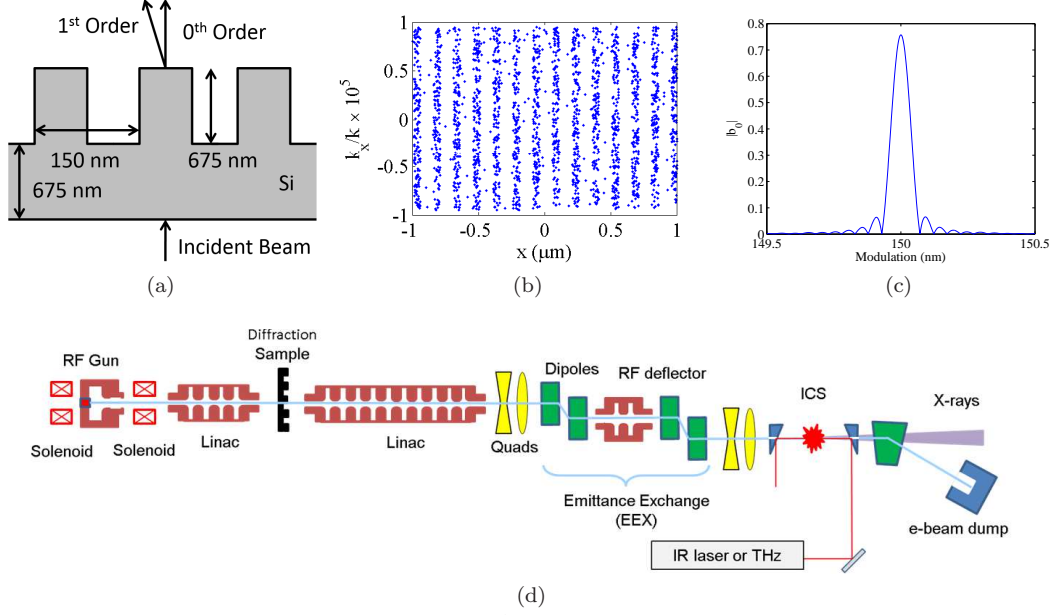 1st Order
0th Order
150 nm
675 nm
675 nm
Si
Incident Beam
(a)
kx/k × 10^5
1
0.5
0
-0.5
-1
-1
-0.5
0
0.5
1
x (μm)
(b)
|b0|
0.8
0.7
0.6
0.5
0.4
0.3
0.2
0.1
0
149.5
150
150.5
Modulation (nm)
(c)
Diffraction
Sample
RF Gun
Solenoid
Solenoid
Linac
Linac
Quads
Dipoles
RF deflector
Emittance Exchange
(EEX)
ICS
X-rays
e-beam dump
IR laser or THz
(d)